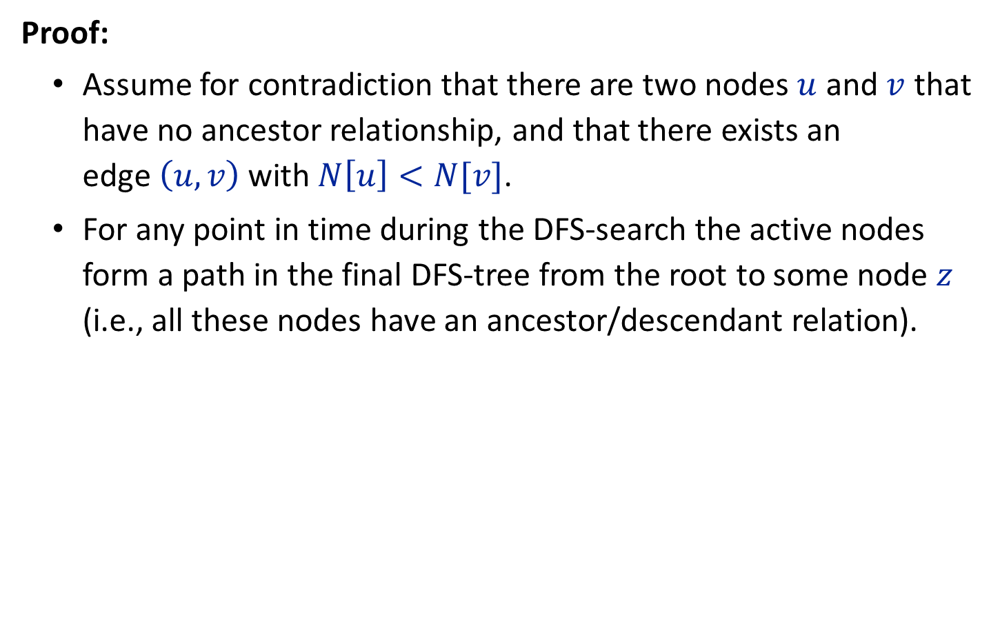 Proof:
• Assume for contradiction that there are two nodes u and v that
have no ancestor relationship, and that there exists an
edge (u, v) with N[u] < N[v].
• For any point in time during the DFS-search the active nodes
form a path in the final DFS-tree from the root to some node z
(i.e., all these nodes have an ancestor/descendant relation).